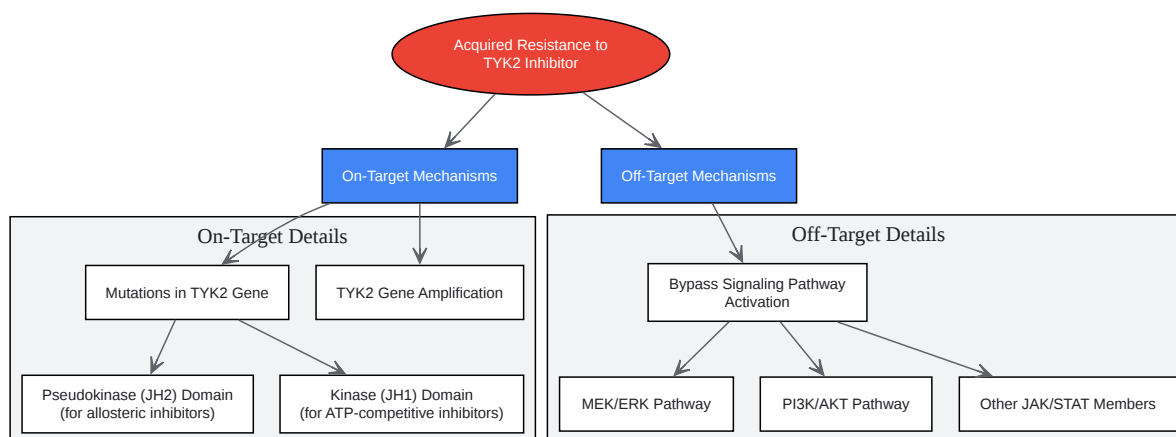 Acquired Resistance to
TYK2 Inhibitor
On-Target Mechanisms
Off-Target Mechanisms
On-Target Details
Off-Target Details
Mutations in TYK2 Gene
TYK2 Gene Amplification
Bypass Signaling Pathway
Activation
Pseudokinase (JH2) Domain
(for allosteric inhibitors)
Kinase (JH1) Domain
(for ATP-competitive inhibitors)
MEK/ERK Pathway
PI3K/AKT Pathway
Other JAK/STAT Members